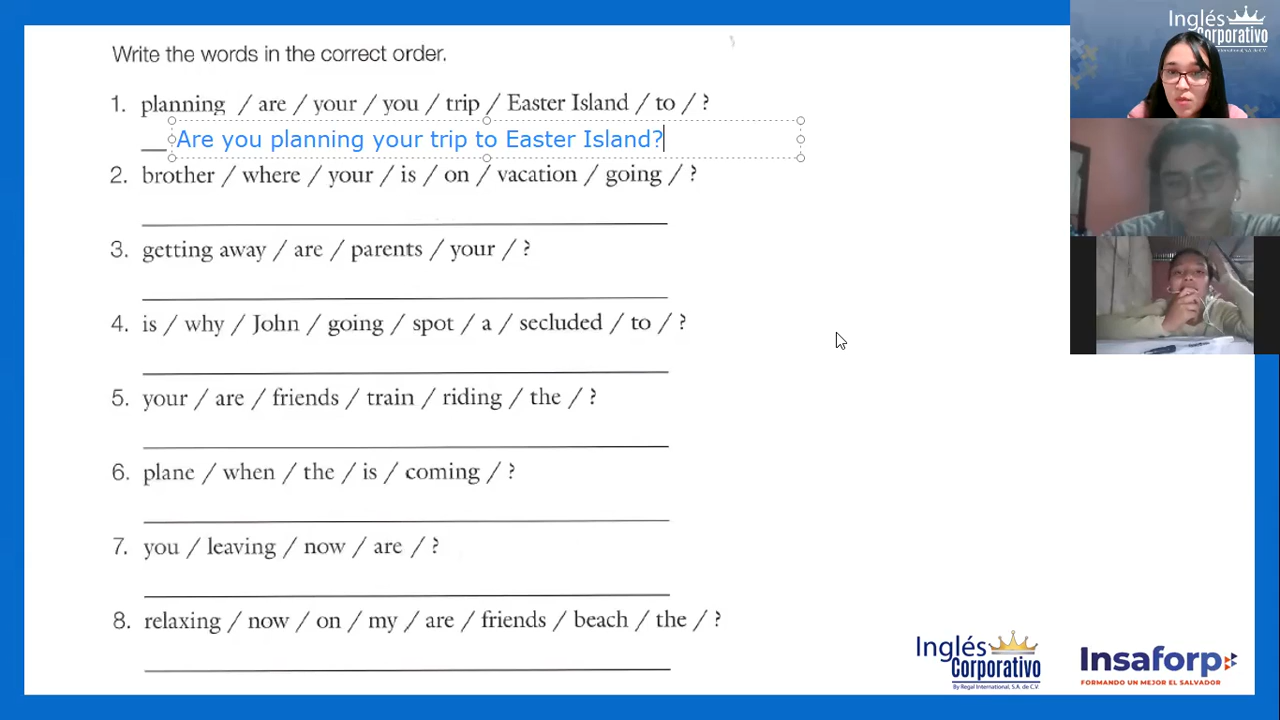 Write the words in the correct order.
1. planning / are / your / you / trip / Easter Island / to / ?
Are you planning your trip to Easter Island?
2. brother / where / your / is / on / vacation / going / ?
3. getting away / are / parents / your / ?
4. is / why / John / going / spot / a / secluded / to / ?
5. your / are / friends / train / riding / the / ?
6. plane / when / the / is / coming / ?
7. you / leaving / now / are / ?
8. relaxing / now / on / my / are / friends / beach / the / ?
Inglés
Corporativo
By Regal International, S.A. de C.V.
Insaforp
FORMANDO UN MEJOR EL SALVADOR
Inglés
Corporativo